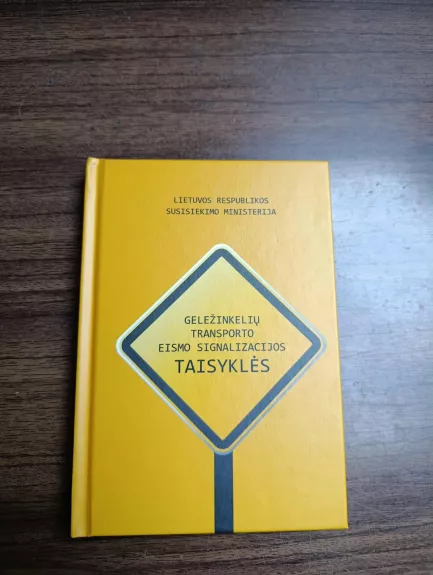 LIETUVOS RESPUBLIKOS
SUSISIEKIMO MINISTERIJA
GELEŽINKELIŲ
TRANSPORTO
EISMO SIGNALIZACIJOS
TAISYKLĖS